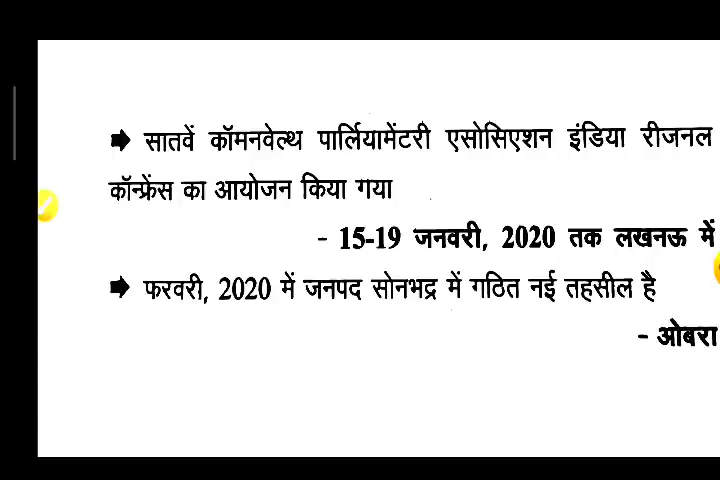 ➡ सातवें कॉमनवेल्थ पार्लियामेंटरी एसोसिएशन इंडिया रीजनल
कॉन्फ्रेंस का आयोजन किया गया
- 15-19 जनवरी, 2020 तक लखनऊ में
➡ फरवरी, 2020 में जनपद सोनभद्र में गठित नई तहसील है
- ओबरा